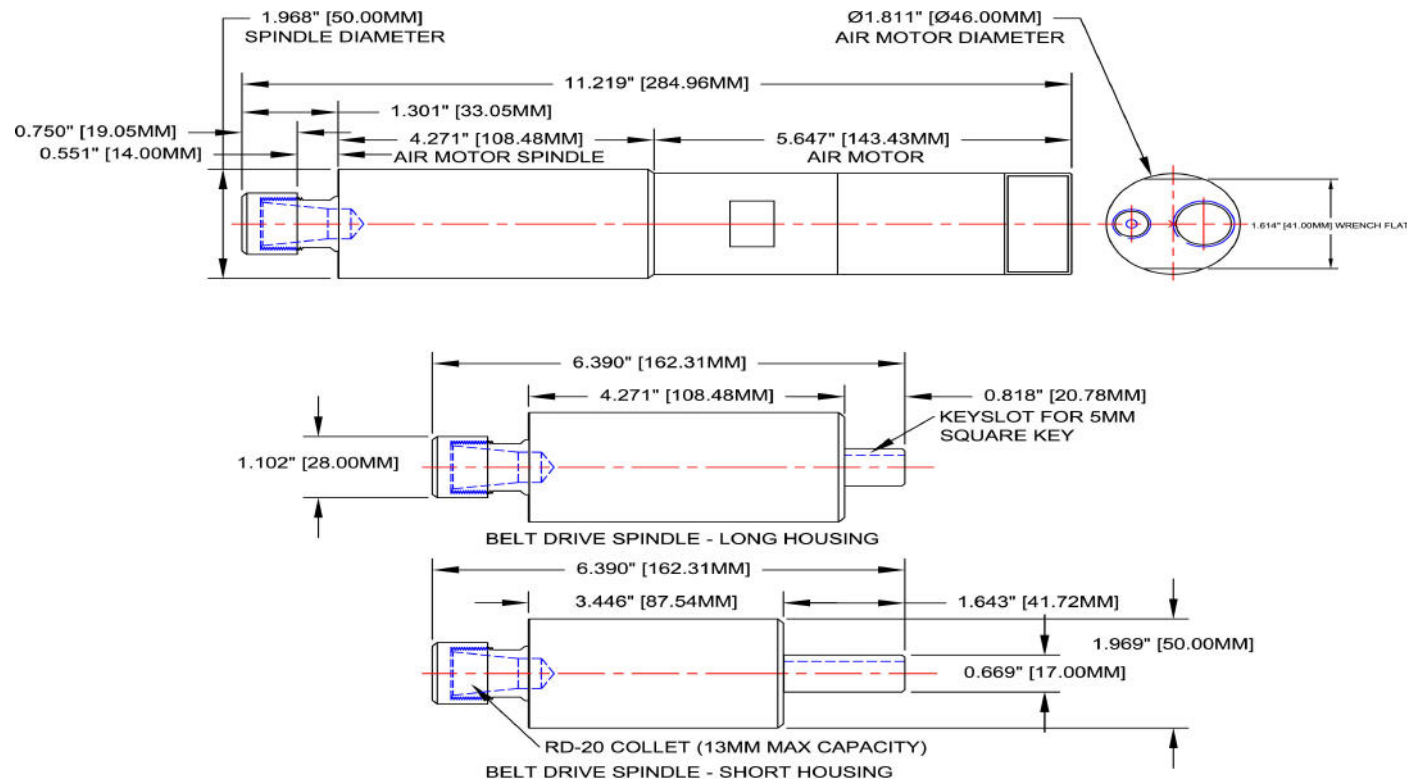 1.968" [50.00MM]
SPINDLE DIAMETER
Ø1.811" [Ø46.00MM]
AIR MOTOR DIAMETER
11.219" [284.96MM]
1.301" [33.05MM]
0.750" [19.05MM]
4.271" [108.48MM]
5.647" [143.43MM]
0.551" [14.00MM]
AIR MOTOR SPINDLE
AIR MOTOR
1.614" [41.00MM] WRENCH FLAT
6.390" [162.31MM]
4.271" [108.48MM]
0.818" [20.78MM]
KEYSLOT FOR 5MM
SQUARE KEY
1.102" [28.00MM]
BELT DRIVE SPINDLE - LONG HOUSING
6.390" [162.31MM]
3.446" [87.54MM]
1.643" [41.72MM]
1.969" [50.00MM]
0.669" [17.00MM]
RD-20 COLLET (13MM MAX CAPACITY)
BELT DRIVE SPINDLE - SHORT HOUSING